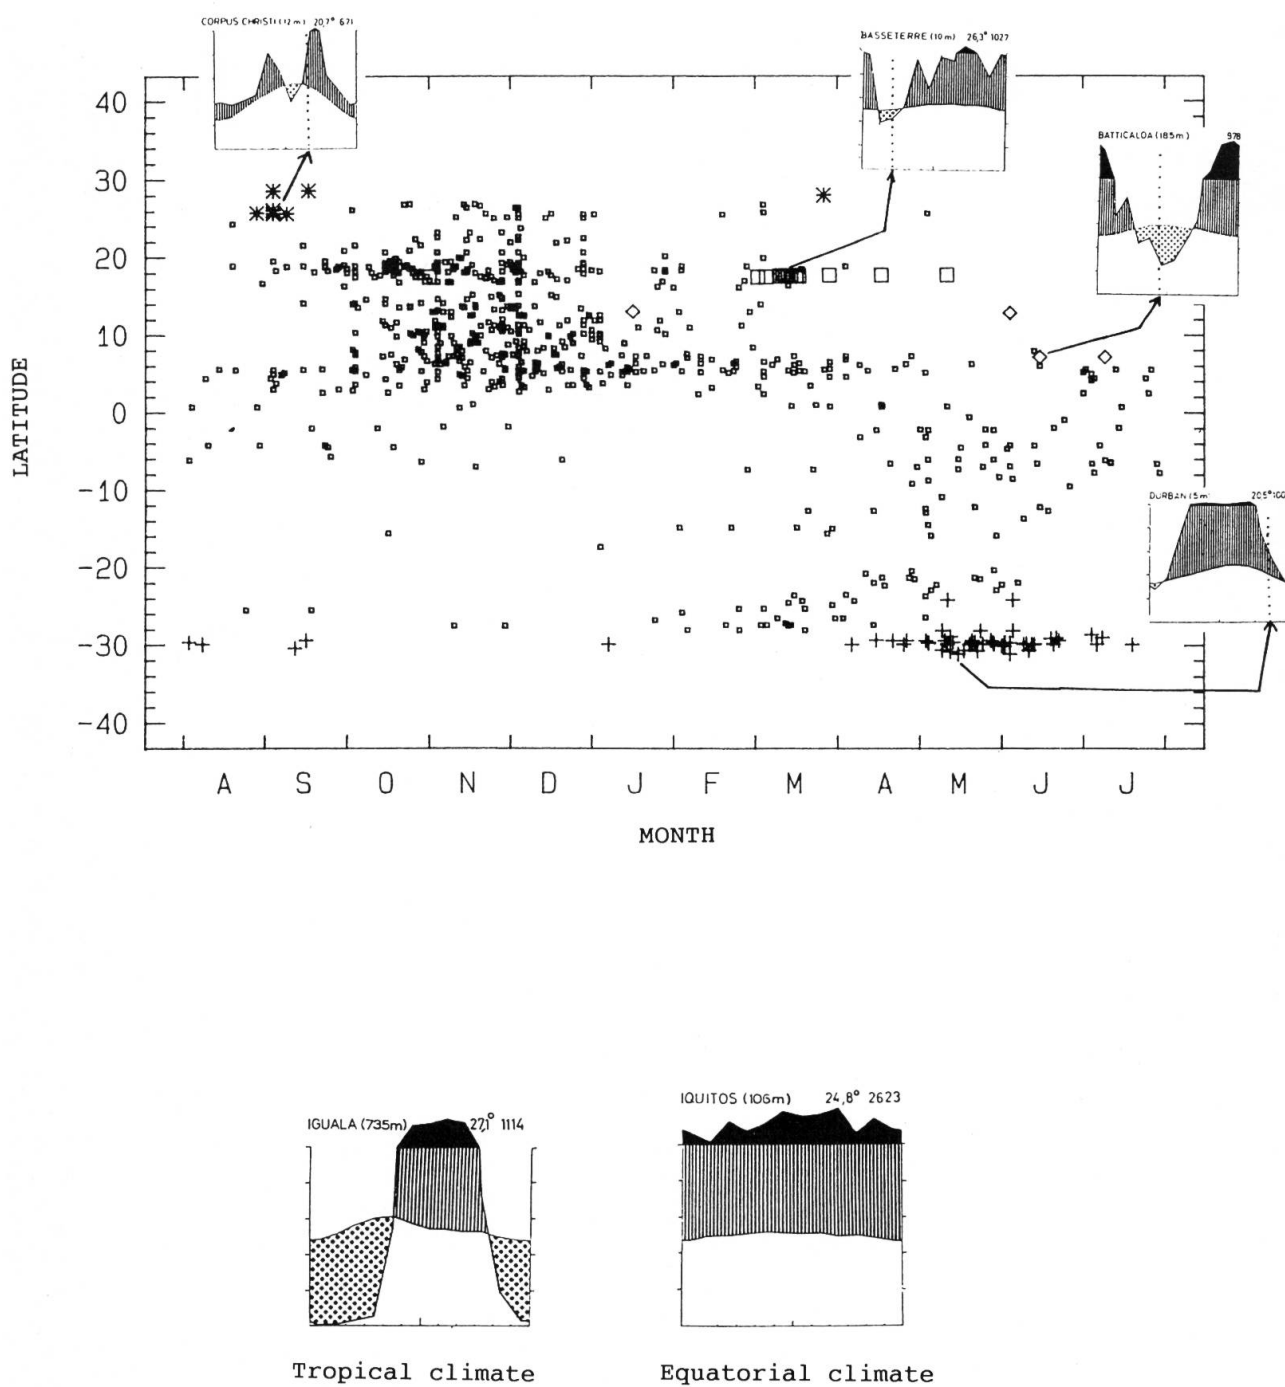 CORPUS CHRISTI (12 m) 20,7° 671
BASSETERRE (10 m) 26,3° 1027
BATTICALOA (185m) 978
DURBAN (5m) 20,5°
40
30
20
10
0
-10
-20
-30
-40
LATITUDE
A S O N D J F M A M J J
MONTH
IGUALA (735m) 27,1° 1114
IQUITOS (106m) 24,8° 2623
Tropical climate Equatorial climate